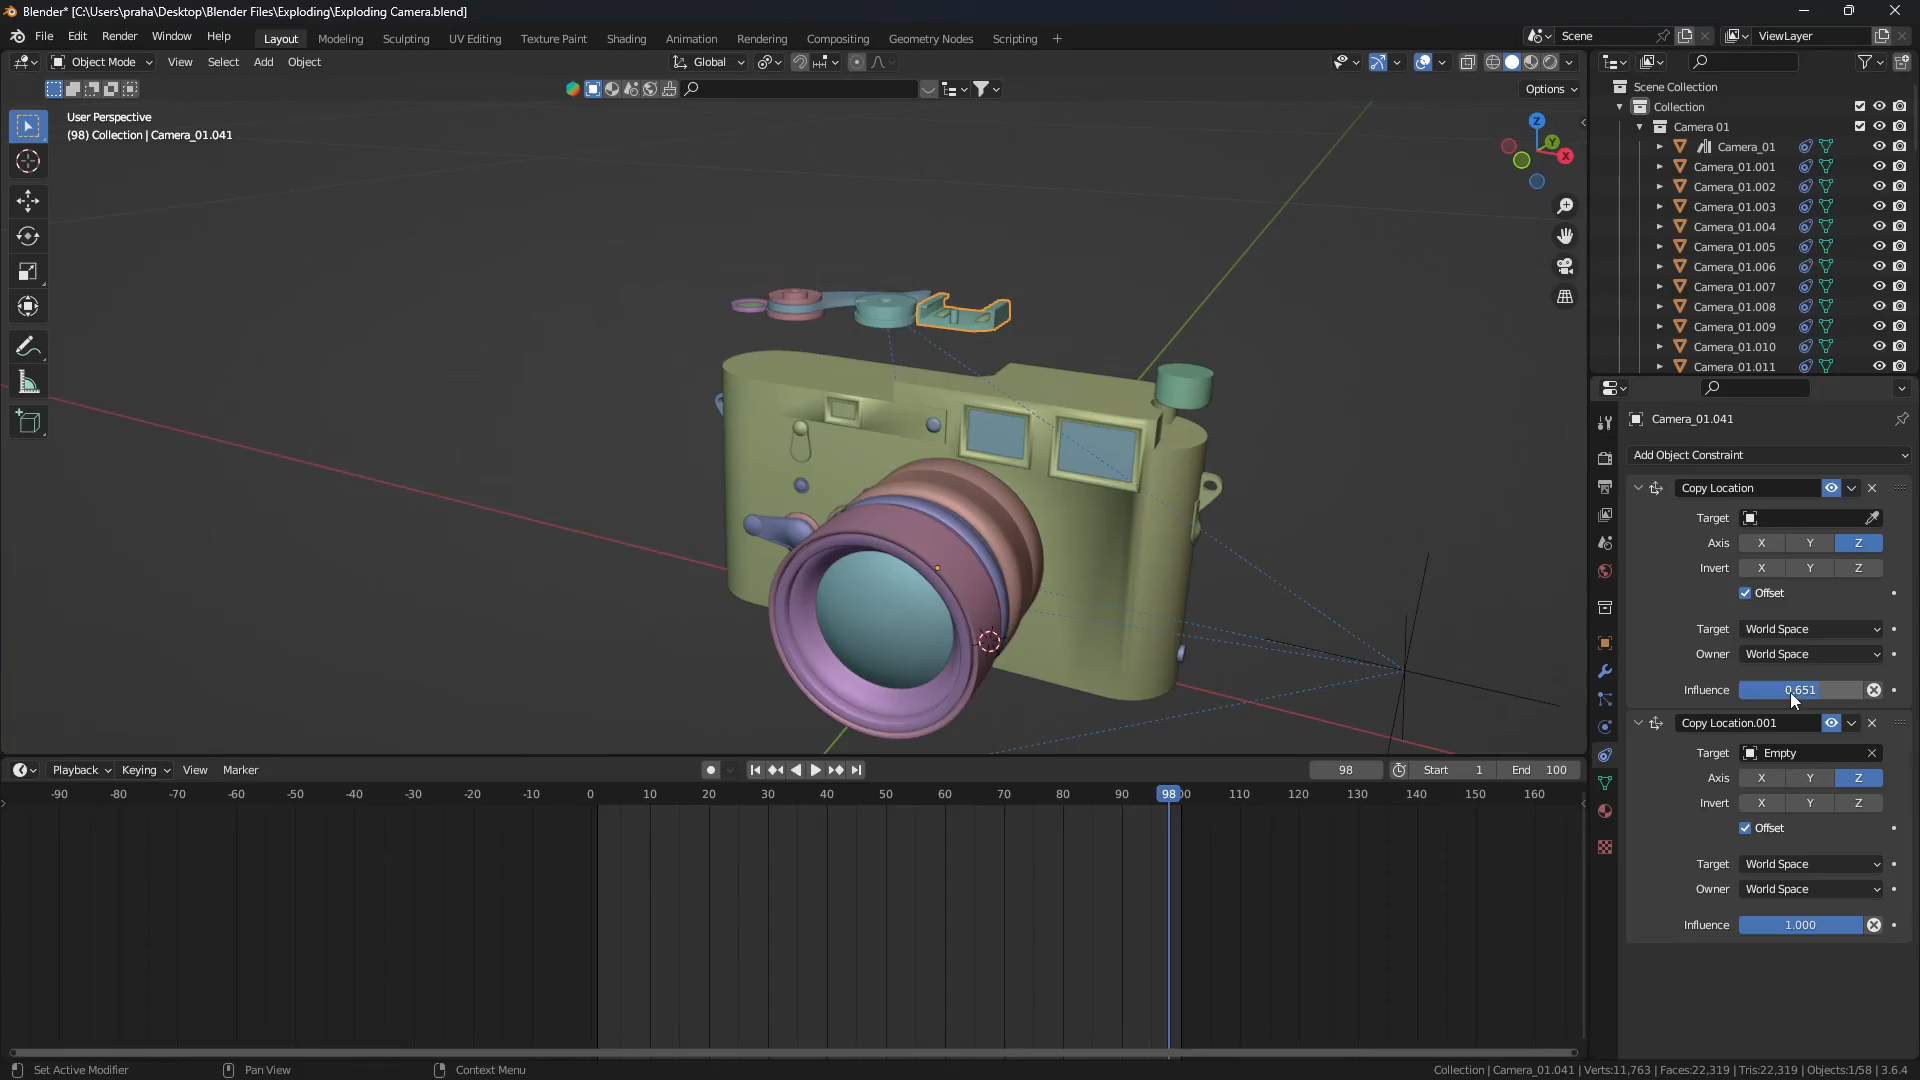 Blender* [C:\Users\praha\Desktop\Blender Files\Exploding\Exploding Camera.blend]
File Edit Render Window Help Layout Modeling Sculpting UV Editing Texture Paint Shading Animation Rendering Compositing Geometry Nodes Scripting + Scene ViewLayer
Object Mode View Select Add Object Global
Options
User Perspective
(98) Collection | Camera_01.041
Z
Y
X
Scene Collection
Collection
Camera 01
Camera_01
Camera_01.001
Camera_01.002
Camera_01.003
Camera_01.004
Camera_01.005
Camera_01.006
Camera_01.007
Camera_01.008
Camera_01.009
Camera_01.010
Camera_01.011
Camera_01.041
Add Object Constraint
Copy Location
Target
Axis X Y Z
Invert X Y Z
Offset
Target World Space
Owner World Space
Influence 0.651
Copy Location.001
Target Empty
Axis X Y Z
Invert X Y Z
Offset
Target World Space
Owner World Space
Influence 1.000
Playback Keying View Marker 98 Start 1 End 100
-90 -80 -70 -60 -50 -40 -30 -20 -10 0 10 20 30 40 50 60 70 80 90 98 00 110 120 130 140 150 160
Set Active Modifier Pan View Context Menu Collection | Camera_01.041 | Verts:11,763 | Faces:22,319 | Tris:22,319 | Objects:1/58 | 3.6.4